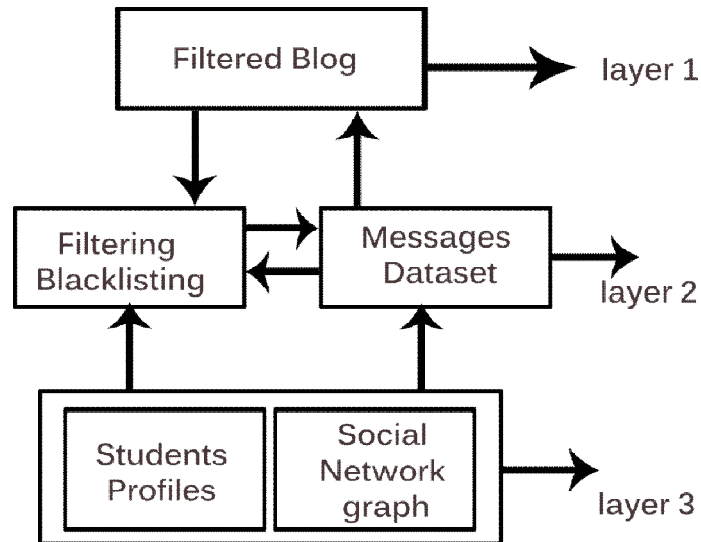 Filtered Blog
layer 1
Filtering
Blacklisting
Messages
Dataset
layer 2
Students
Profiles
Social
Network
graph
layer 3